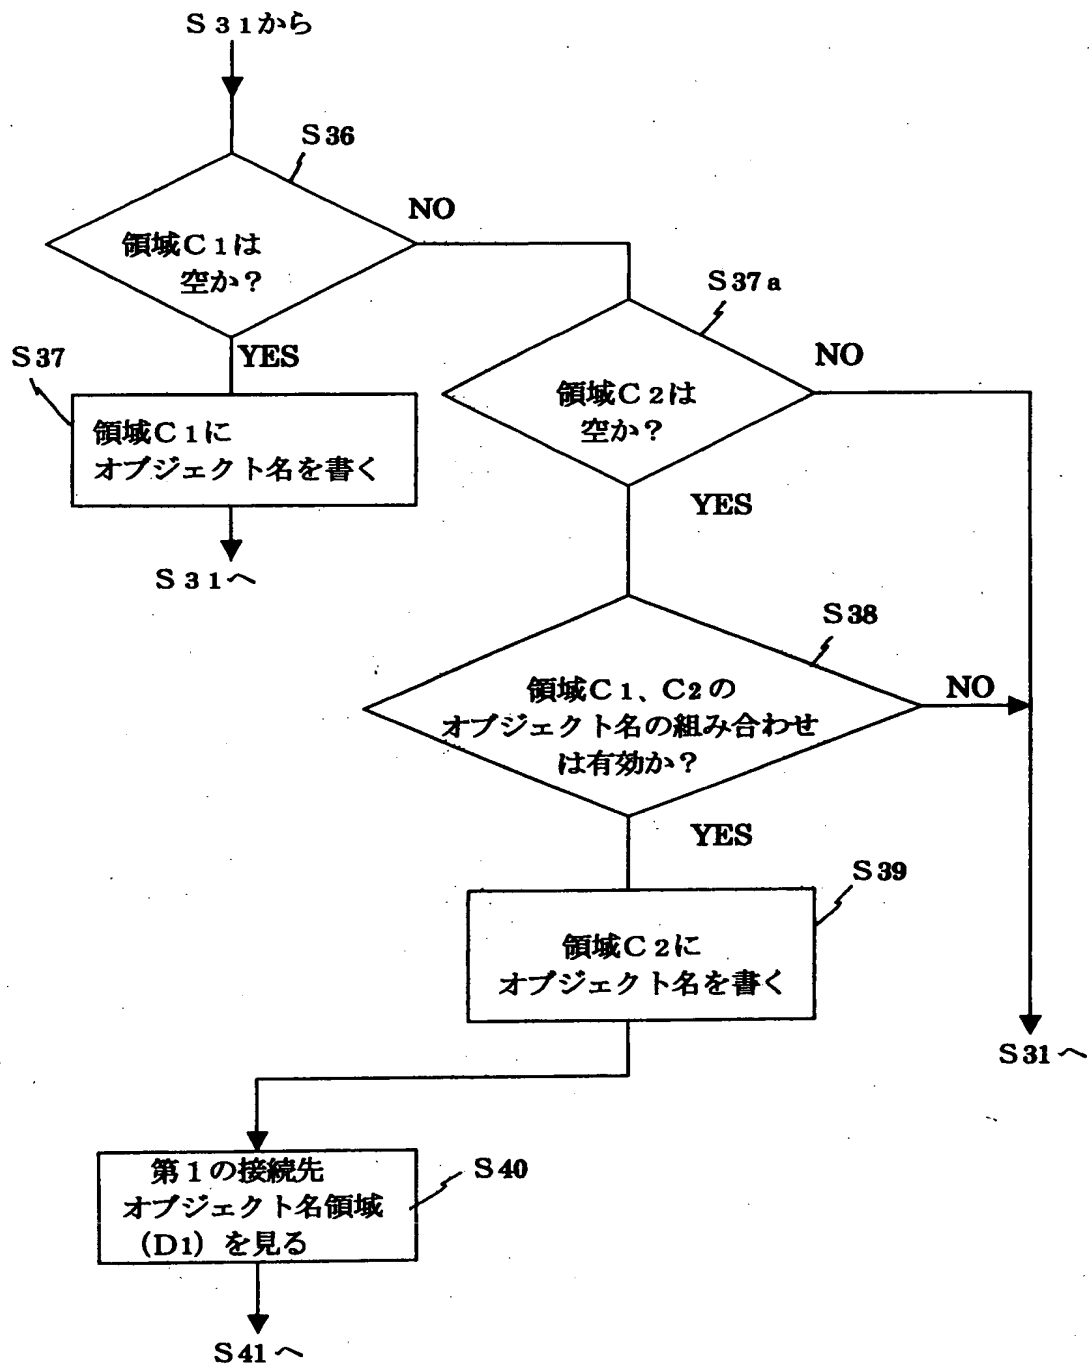 S31から
S36
NO
領域C1は
空か？
S37a
S37
YES
NO
領域C2は
空か？
領域C1に
オブジェクト名を書く
YES
S31へ
S38
領域C1、C2の
オブジェクト名の組み合わせ
は有効か？
NO
YES
S39
領域C2に
オブジェクト名を書く
S31へ
第1の接続先
オブジェクト名領域
(D1) を見る
S40
S41へ